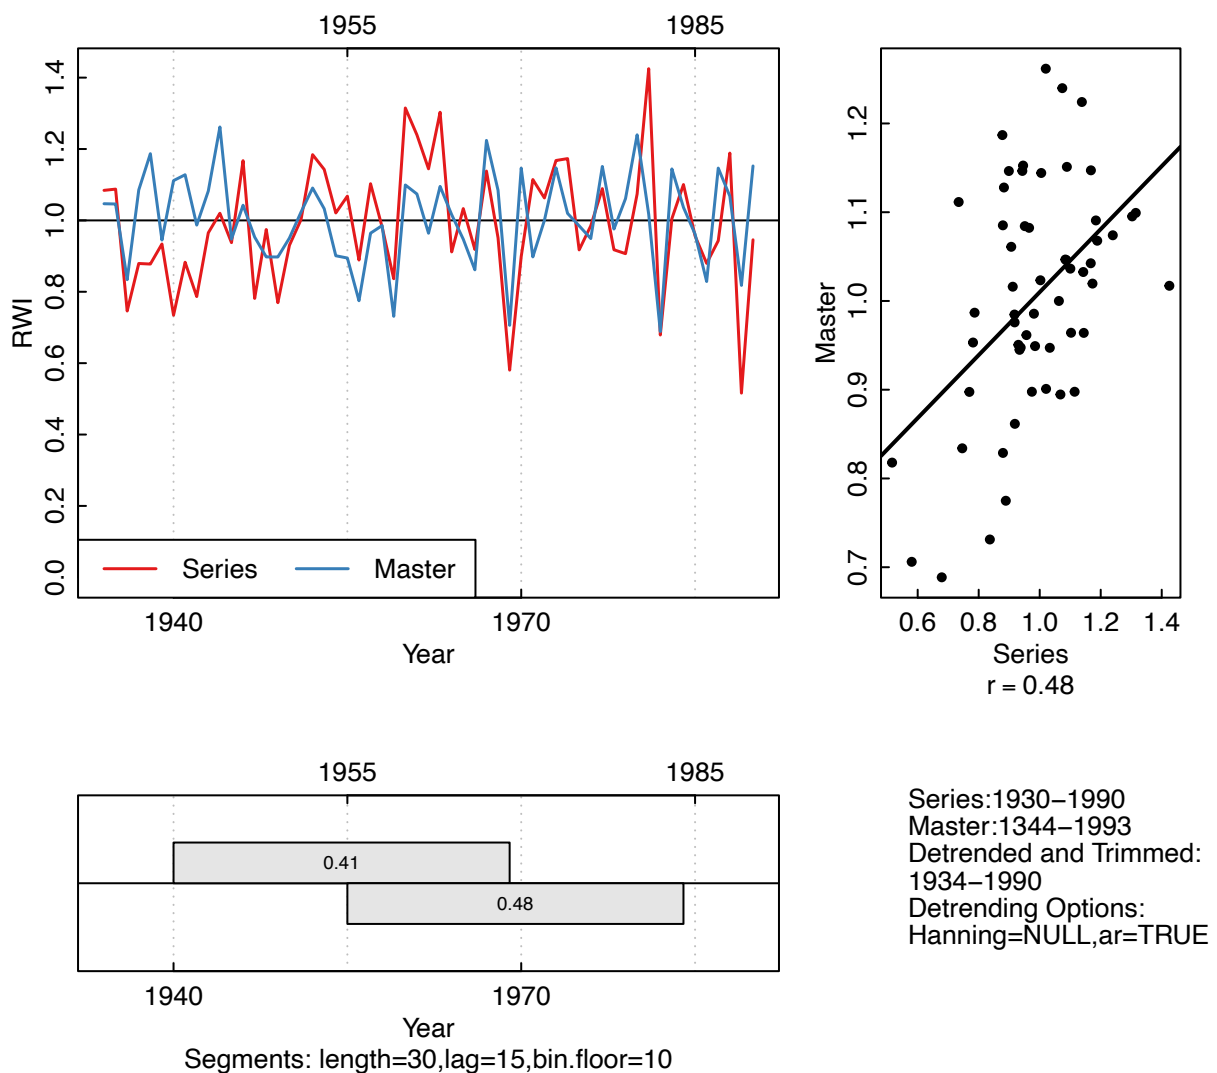 1955 1985
RWI
0.0 0.2 0.4 0.6 0.8 1.0 1.2 1.4
Series Master
1940 1970
Year
Master
0.7 0.8 0.9 1.0 1.1 1.2
0.6 0.8 1.0 1.2 1.4
Series
r = 0.48
1955 1985
0.41
0.48
1940 1970
Year
Segments: length=30,lag=15,bin.floor=10
Series:1930−1990
Master:1344−1993
Detrended and Trimmed:
1934−1990
Detrending Options:
Hanning=NULL,ar=TRUE